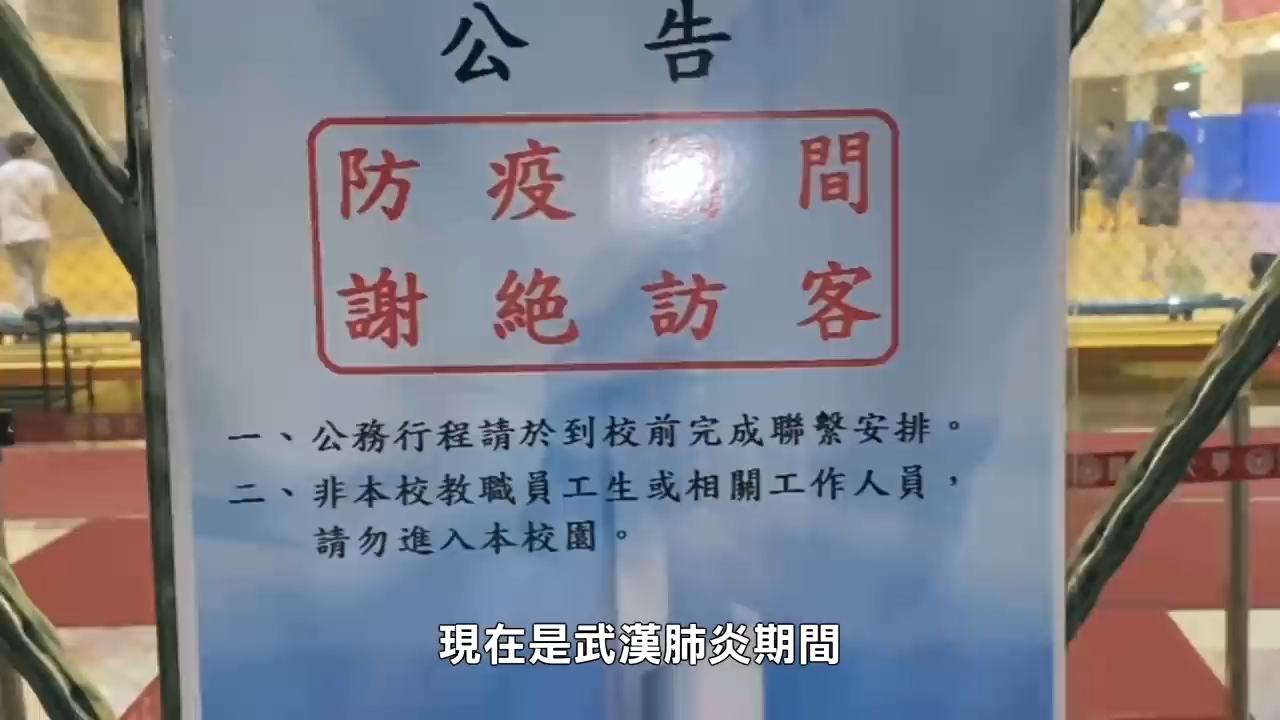 公告
防疫 間
謝絕訪客
一、公務行程請於到校前完成聯繫安排。
二、非本校教職員工生或相關工作人員，
請勿進入本校園。
現在是武漢肺炎期間